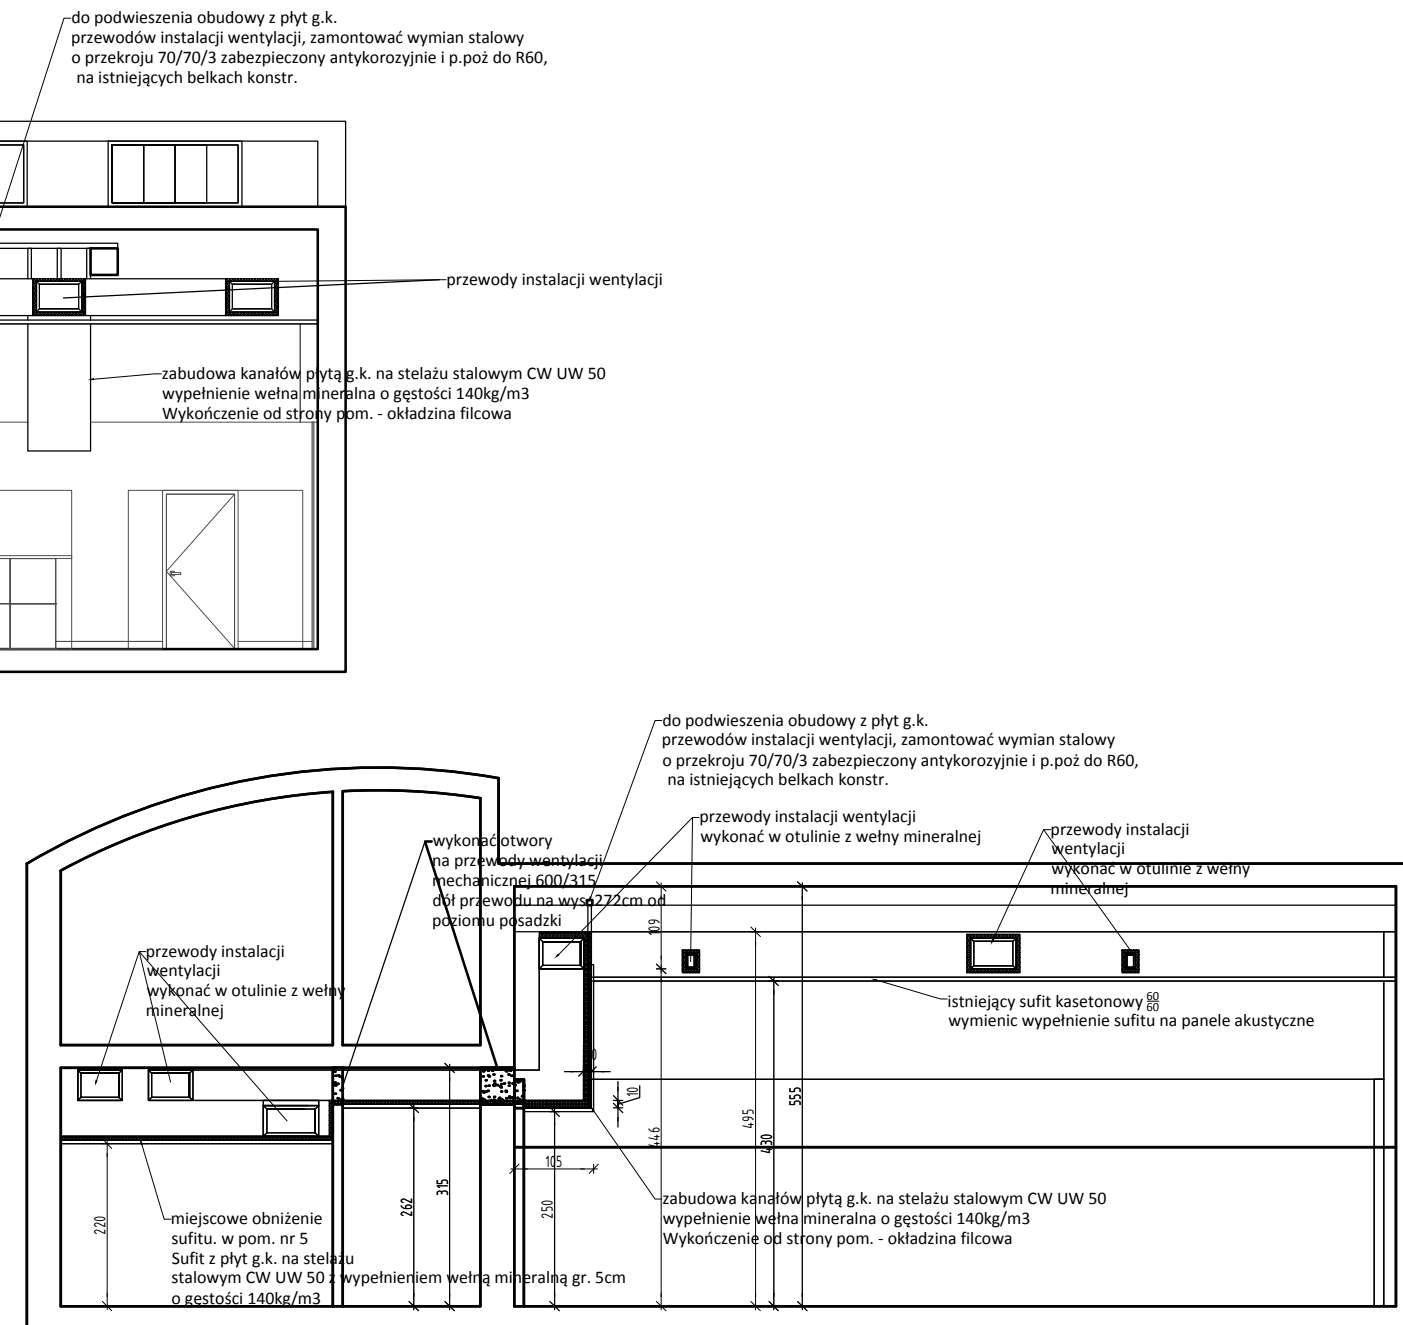 do podwieszenia obudowy z płyt g.k.
przewodów instalacji wentylacji, zamontować wymian stalowy
o przekroju 70/70/3 zabezpieczony antykorozyjnie i p.poż do R60,
na istniejących belkach konstr.
przewody instalacji wentylacji
zabudowa kanałów płytą g.k. na stelażu stalowym CW UW 50
wypełnienie wełna mineralna o gęstości 140kg/m3
Wykończenie od strony pom. - okładzina filcowa
do podwieszenia obudowy z płyt g.k.
przewodów instalacji wentylacji, zamontować wymian stalowy
o przekroju 70/70/3 zabezpieczony antykorozyjnie i p.poż do R60,
na istniejących belkach konstr.
przewody instalacji wentylacji
wykonać w otulinie z wełny mineralnej
przewody instalacji
wentylacji
wykonać w otulinie z wełny
mineralnej
wykonać otwory
na przewody wentylacji
mechanicznej 600/315
dół przewodu na wys. 272cm od
poziomu posadzki
przewody instalacji
wentylacji
wykonać w otulinie z wełny
mineralnej
istniejący sufit kasetonowy 60/60
wymienic wypełnienie sufitu na panele akustyczne
109
10
555
495
446
430
105
315
262
250
220
zabudowa kanałów płytą g.k. na stelażu stalowym CW UW 50
wypełnienie wełna mineralna o gęstości 140kg/m3
Wykończenie od strony pom. - okładzina filcowa
miejscowe obniżenie
sufitu. w pom. nr 5
Sufit z płyt g.k. na stelażu
stalowym CW UW 50 z wypełnieniem wełną mineralną gr. 5cm
o gęstości 140kg/m3